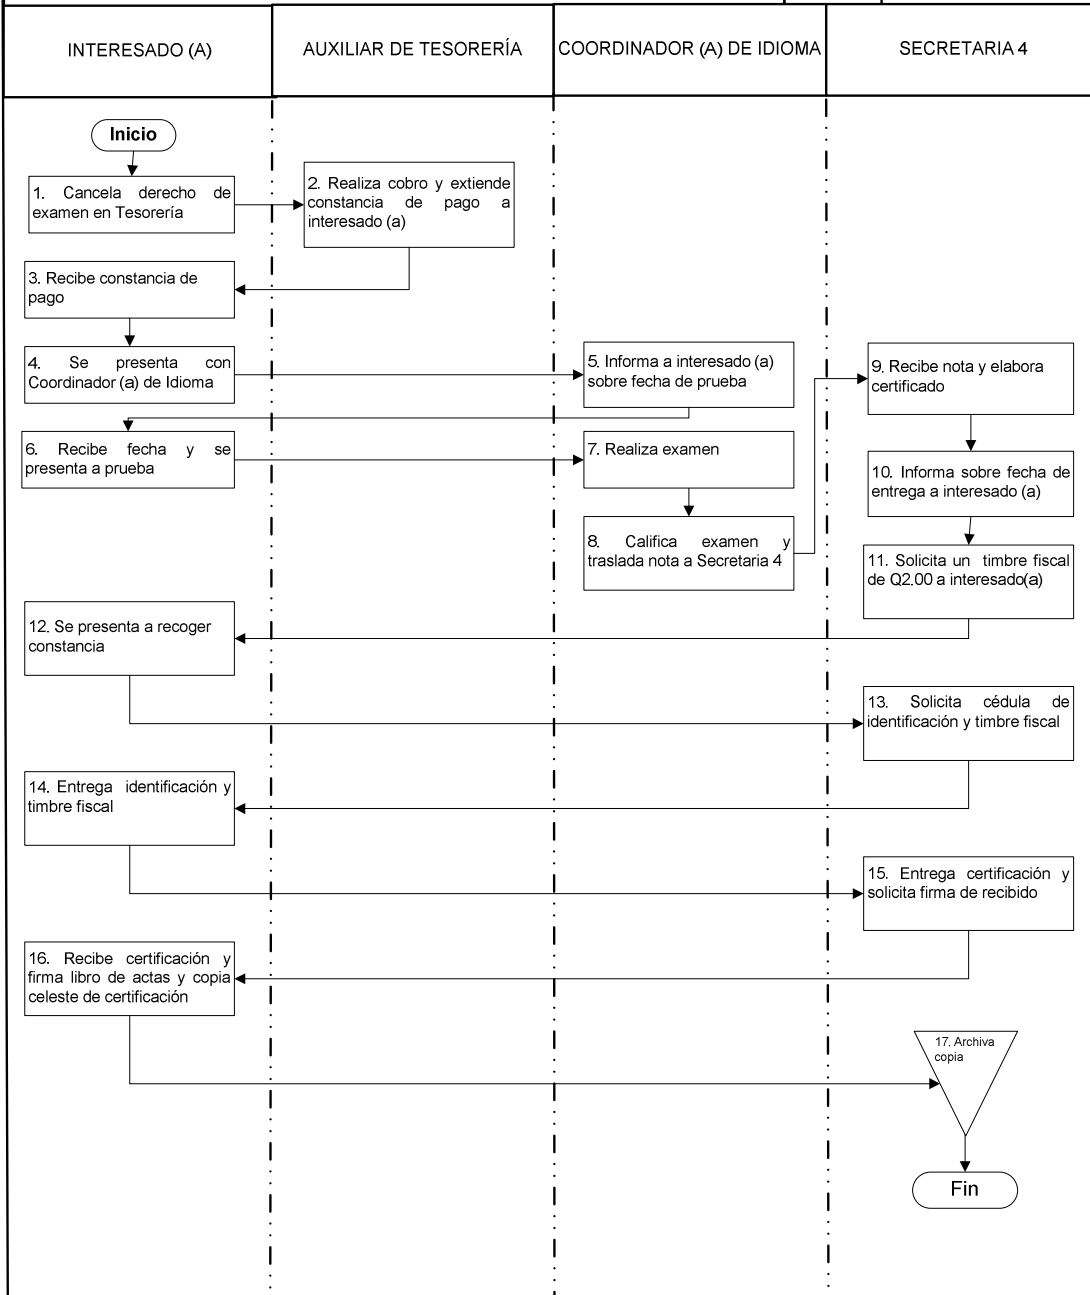 INTERESADO (A)
AUXILIAR DE TESORERÍA
COORDINADOR (A) DE IDIOMA
SECRETARIA 4
Inicio
1. Cancela derecho de
examen en Tesorería
2. Realiza cobro y extiende
constancia de pago a
interesado (a)
3. Recibe constancia de
pago
4. Se presenta con
Coordinador (a) de Idioma
5. Informa a interesado (a)
sobre fecha de prueba
6. Recibe fecha y se
presenta a prueba
7. Realiza examen
8. Califica examen y
traslada nota a Secretaria 4
9. Recibe nota y elabora
certificado
10. Informa sobre fecha de
entrega a interesado (a)
11. Solicita un timbre fiscal
de Q2.00 a interesado(a)
12. Se presenta a recoger
constancia
13. Solicita cédula de
identificación y timbre fiscal
14. Entrega identificación y
timbre fiscal
15. Entrega certificación y
solicita firma de recibido
16. Recibe certificación y
firma libro de actas y copia
celeste de certificación
17. Archiva
copia
Fin